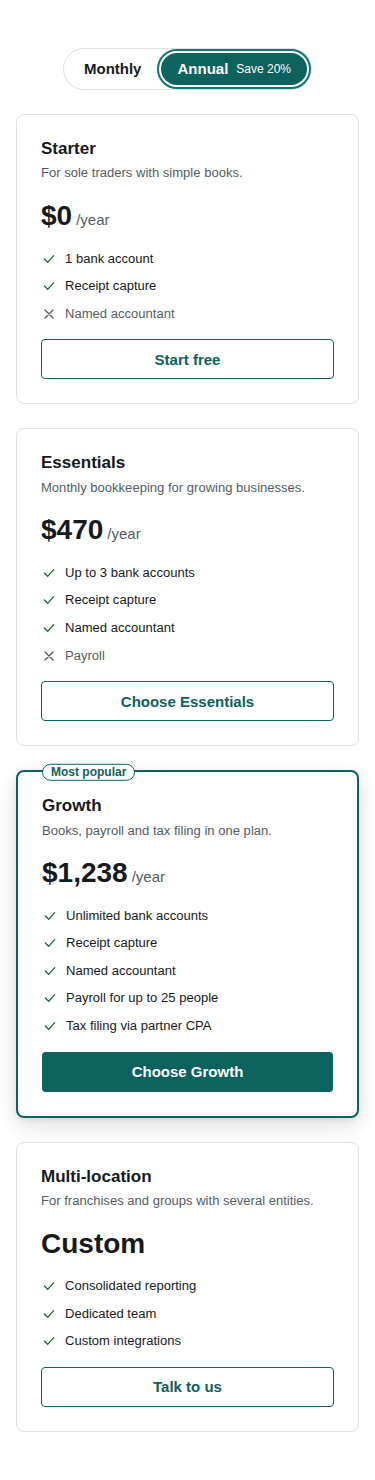 Monthly Annual Save 20%
Starter
For sole traders with simple books.
$0 /year
1 bank account
Receipt capture
Named accountant
Start free
Essentials
Monthly bookkeeping for growing businesses.
$470 /year
Up to 3 bank accounts
Receipt capture
Named accountant
Payroll
Choose Essentials
Most popular
Growth
Books, payroll and tax filing in one plan.
$1,238 /year
Unlimited bank accounts
Receipt capture
Named accountant
Payroll for up to 25 people
Tax filing via partner CPA
Choose Growth
Multi-location
For franchises and groups with several entities.
Custom
Consolidated reporting
Dedicated team
Custom integrations
Talk to us